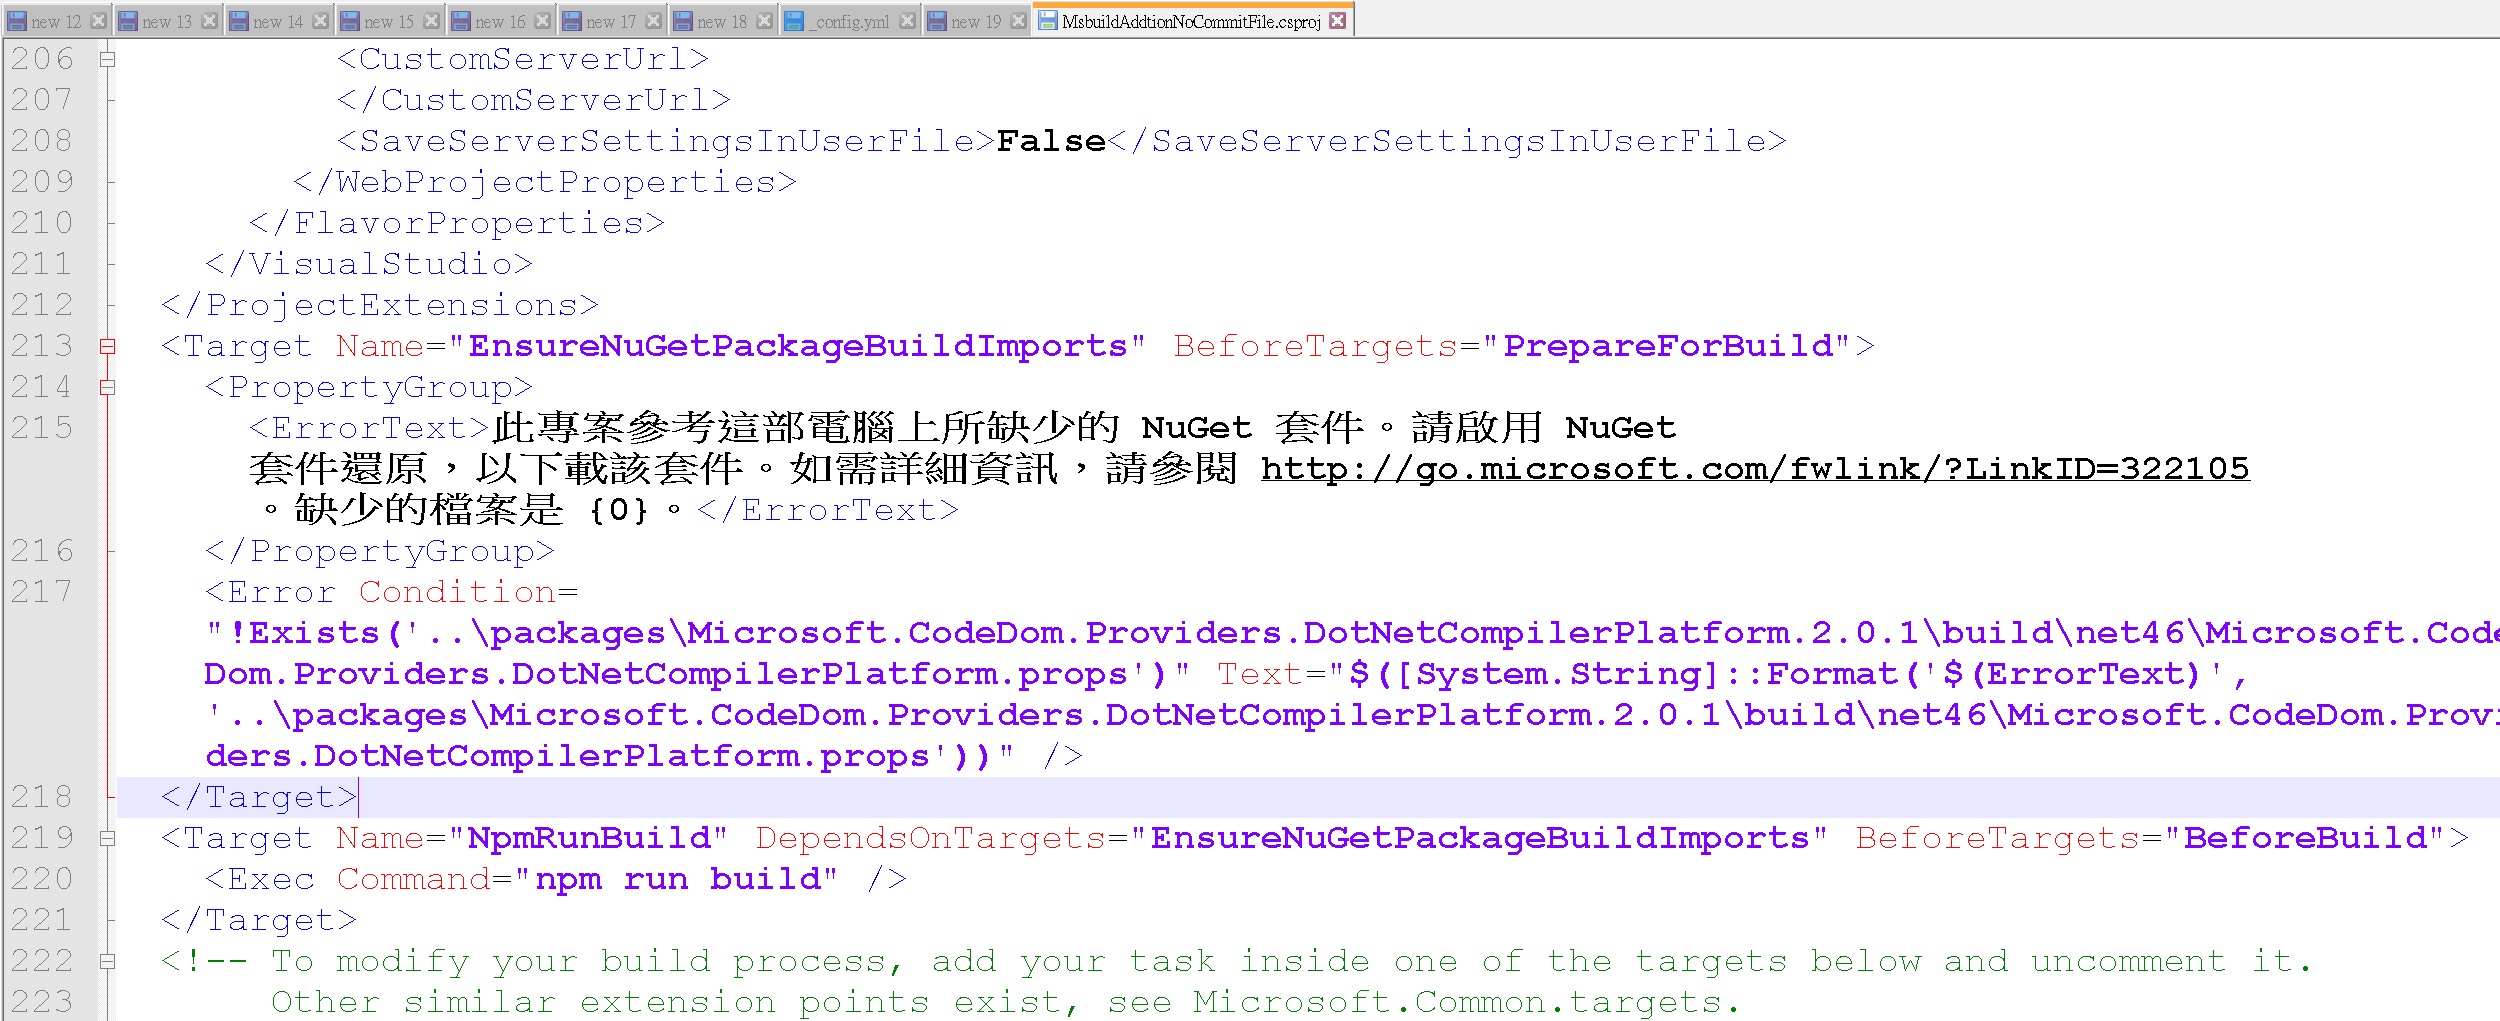 new 12 new 13 new 14 new 15 new 16 new 17 new 18 _config.yml new 19 MsbuildAddtionNoCommitFile.csproj
206 <CustomServerUrl>
207 </CustomServerUrl>
208 <SaveServerSettingsInUserFile>False</SaveServerSettingsInUserFile>
209 </WebProjectProperties>
210 </FlavorProperties>
211 </VisualStudio>
212 </ProjectExtensions>
213 <Target Name="EnsureNuGetPackageBuildImports" BeforeTargets="PrepareForBuild">
214 <PropertyGroup>
215 <ErrorText>此專案參考這部電腦上所缺少的 NuGet 套件。請啟用 NuGet
套件還原，以下載該套件。如需詳細資訊，請參閱 http://go.microsoft.com/fwlink/?LinkID=322105
。缺少的檔案是 {0}。</ErrorText>
216 </PropertyGroup>
217 <Error Condition=
"!Exists('..\packages\Microsoft.CodeDom.Providers.DotNetCompilerPlatform.2.0.1\build\net46\Microsoft.Code
Dom.Providers.DotNetCompilerPlatform.props')" Text="$([System.String]::Format('$(ErrorText)',
'..\packages\Microsoft.CodeDom.Providers.DotNetCompilerPlatform.2.0.1\build\net46\Microsoft.CodeDom.Provi
ders.DotNetCompilerPlatform.props'))" />
218 </Target>
219 <Target Name="NpmRunBuild" DependsOnTargets="EnsureNuGetPackageBuildImports" BeforeTargets="BeforeBuild">
220 <Exec Command="npm run build" />
221 </Target>
222 <!-- To modify your build process, add your task inside one of the targets below and uncomment it.
223 Other similar extension points exist, see Microsoft.Common.targets.